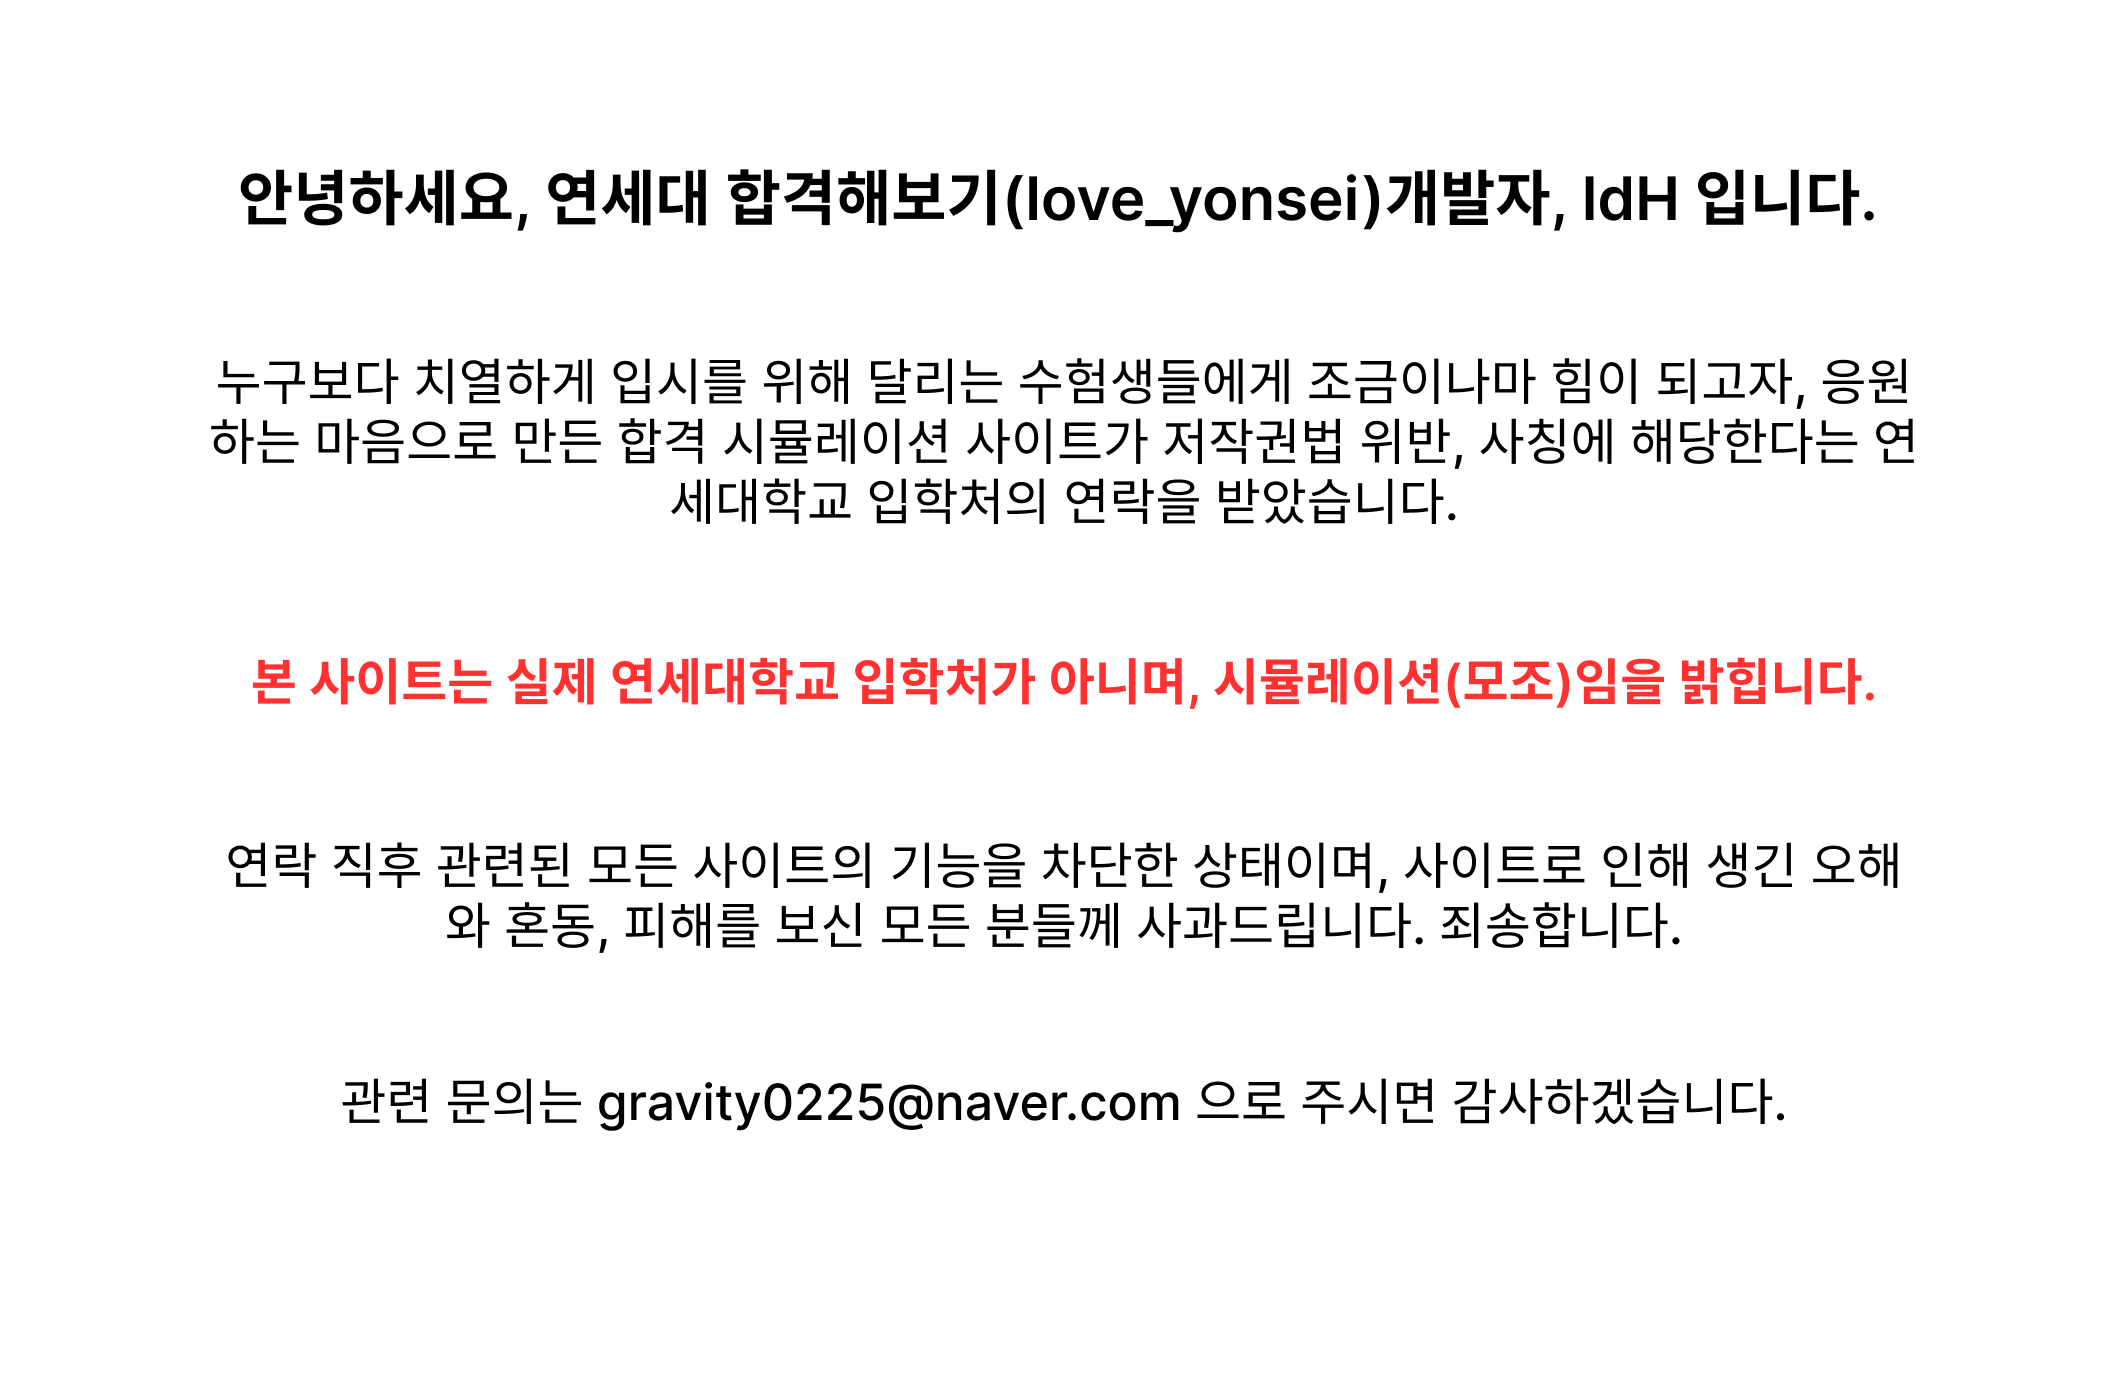 안녕하세요, 연세대 합격해보기(love_yonsei)개발자, IdH 입니다.
누구보다 치열하게 입시를 위해 달리는 수험생들에게 조금이나마 힘이 되고자, 응원
하는 마음으로 만든 합격 시뮬레이션 사이트가 저작권법 위반, 사칭에 해당한다는 연
세대학교 입학처의 연락을 받았습니다.
본 사이트는 실제 연세대학교 입학처가 아니며, 시뮬레이션(모조)임을 밝힙니다.
연락 직후 관련된 모든 사이트의 기능을 차단한 상태이며, 사이트로 인해 생긴 오해
와 혼동, 피해를 보신 모든 분들께 사과드립니다. 죄송합니다.
관련 문의는 gravity0225@naver.com 으로 주시면 감사하겠습니다.